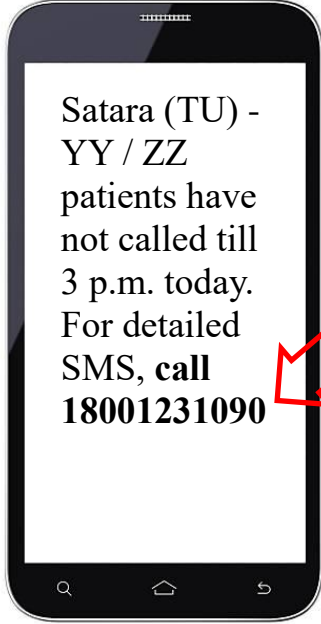 Satara (TU) -
YY / ZZ
patients have
not called till
3 p.m. today.
For detailed
SMS, call
18001231090